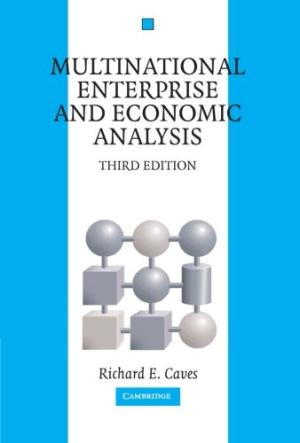 MULTINATIONAL
ENTERPRISE
AND ECONOMIC
ANALYSIS
THIRD EDITION
Richard E. Caves
CAMBRIDGE